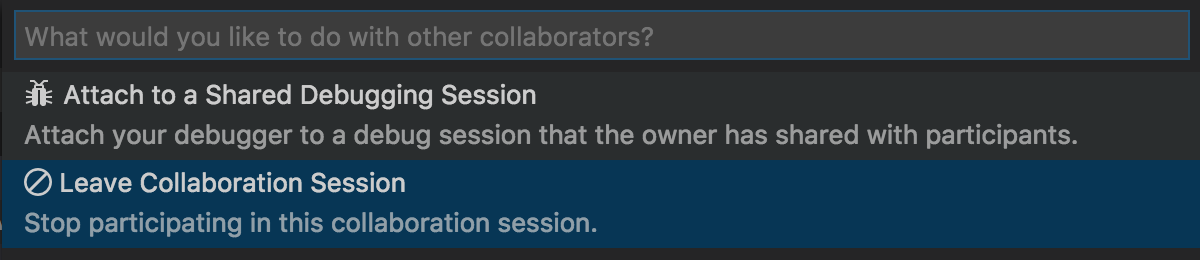 What would you like to do with other collaborators?
Attach to a Shared Debugging Session
Attach your debugger to a debug session that the owner has shared with participants.
Leave Collaboration Session
Stop participating in this collaboration session.